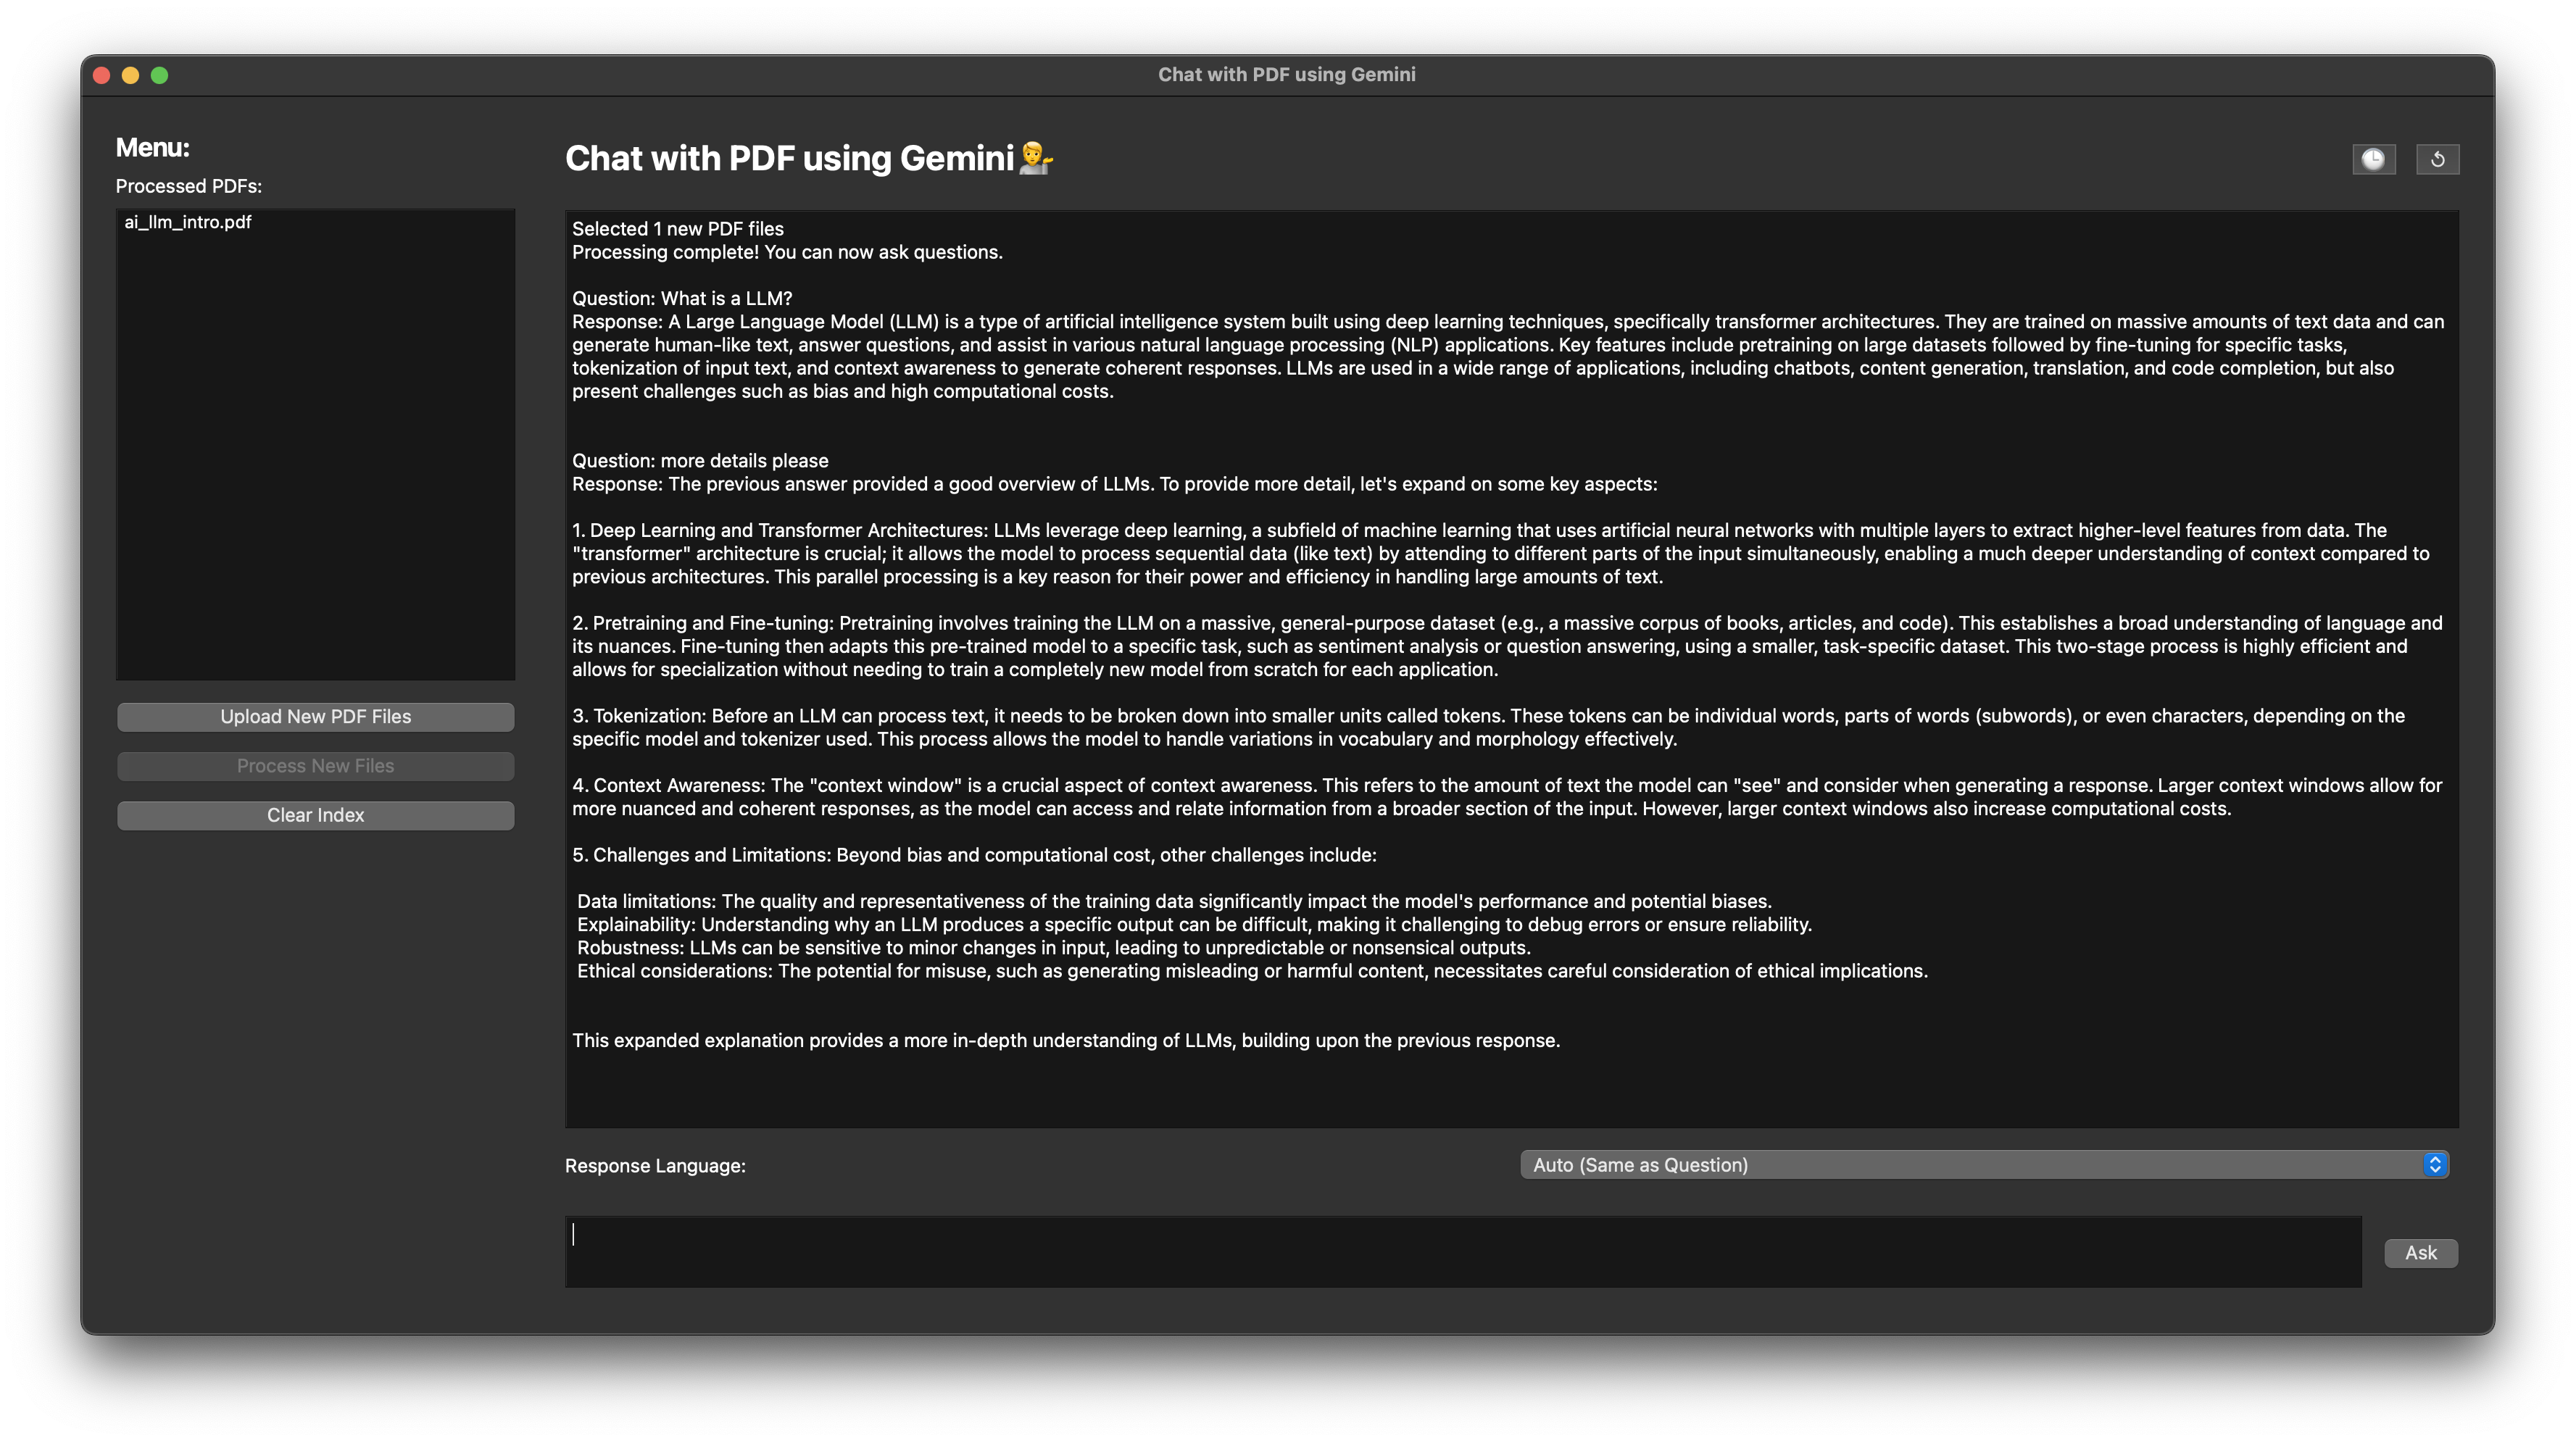 Chat with PDF using Gemini
Menu:
Processed PDFs:
ai_llm_intro.pdf
Upload New PDF Files
Process New Files
Clear Index
Chat with PDF using Gemini
Selected 1 new PDF files
Processing complete! You can now ask questions.
Question: What is a LLM?
Response: A Large Language Model (LLM) is a type of artificial intelligence system built using deep learning techniques, specifically transformer architectures. They are trained on massive amounts of text data and can
generate human-like text, answer questions, and assist in various natural language processing (NLP) applications. Key features include pretraining on large datasets followed by fine-tuning for specific tasks,
tokenization of input text, and context awareness to generate coherent responses. LLMs are used in a wide range of applications, including chatbots, content generation, translation, and code completion, but also
present challenges such as bias and high computational costs.
Question: more details please
Response: The previous answer provided a good overview of LLMs. To provide more detail, let's expand on some key aspects:
1. Deep Learning and Transformer Architectures: LLMs leverage deep learning, a subfield of machine learning that uses artificial neural networks with multiple layers to extract higher-level features from data. The
"transformer" architecture is crucial; it allows the model to process sequential data (like text) by attending to different parts of the input simultaneously, enabling a much deeper understanding of context compared to
previous architectures. This parallel processing is a key reason for their power and efficiency in handling large amounts of text.
2. Pretraining and Fine-tuning: Pretraining involves training the LLM on a massive, general-purpose dataset (e.g., a massive corpus of books, articles, and code). This establishes a broad understanding of language and
its nuances. Fine-tuning then adapts this pre-trained model to a specific task, such as sentiment analysis or question answering, using a smaller, task-specific dataset. This two-stage process is highly efficient and
allows for specialization without needing to train a completely new model from scratch for each application.
3. Tokenization: Before an LLM can process text, it needs to be broken down into smaller units called tokens. These tokens can be individual words, parts of words (subwords), or even characters, depending on the
specific model and tokenizer used. This process allows the model to handle variations in vocabulary and morphology effectively.
4. Context Awareness: The "context window" is a crucial aspect of context awareness. This refers to the amount of text the model can "see" and consider when generating a response. Larger context windows allow for
more nuanced and coherent responses, as the model can access and relate information from a broader section of the input. However, larger context windows also increase computational costs.
5. Challenges and Limitations: Beyond bias and computational cost, other challenges include:
Data limitations: The quality and representativeness of the training data significantly impact the model's performance and potential biases.
Explainability: Understanding why an LLM produces a specific output can be difficult, making it challenging to debug errors or ensure reliability.
Robustness: LLMs can be sensitive to minor changes in input, leading to unpredictable or nonsensical outputs.
Ethical considerations: The potential for misuse, such as generating misleading or harmful content, necessitates careful consideration of ethical implications.
This expanded explanation provides a more in-depth understanding of LLMs, building upon the previous response.
Response Language:
Auto (Same as Question)
Ask